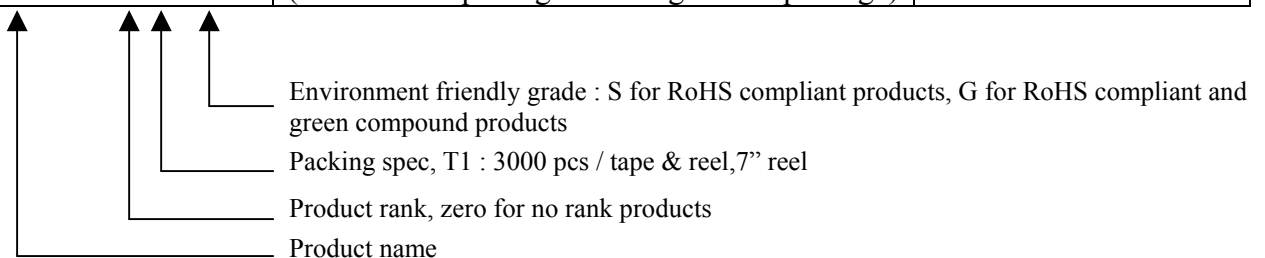 Environment friendly grade : S for RoHS compliant products, G for RoHS compliant and
green compound products
Packing spec, T1 : 3000 pcs / tape & reel,7” reel
Product rank, zero for no rank products
Product name